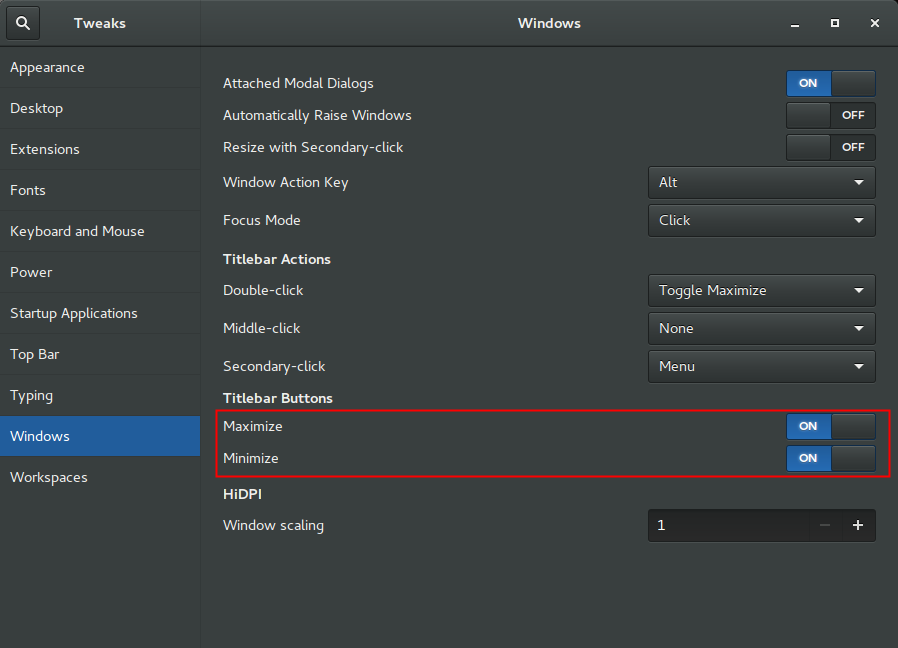 Tweaks
Windows
Appearance
Desktop
Extensions
Fonts
Keyboard and Mouse
Power
Startup Applications
Top Bar
Typing
Windows
Workspaces
Attached Modal Dialogs ON
Automatically Raise Windows OFF
Resize with Secondary-click OFF
Window Action Key Alt
Focus Mode Click
Titlebar Actions
Double-click Toggle Maximize
Middle-click None
Secondary-click Menu
Titlebar Buttons
Maximize ON
Minimize ON
HiDPI
Window scaling 1